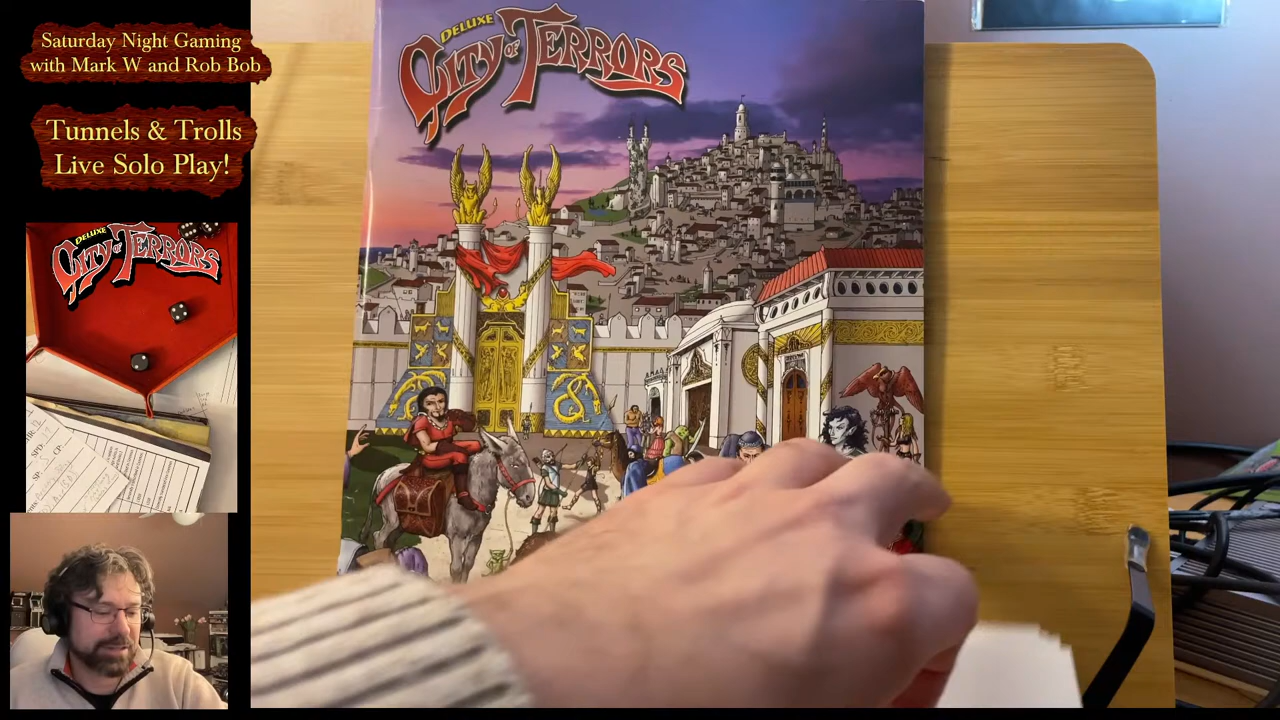 Saturday Night Gaming
with Mark W and Rob Bob
Tunnels & Trolls
Live Solo Play!
DELUXE
CITY OF TERRORS
DELUXE
CITY OF TERRORS